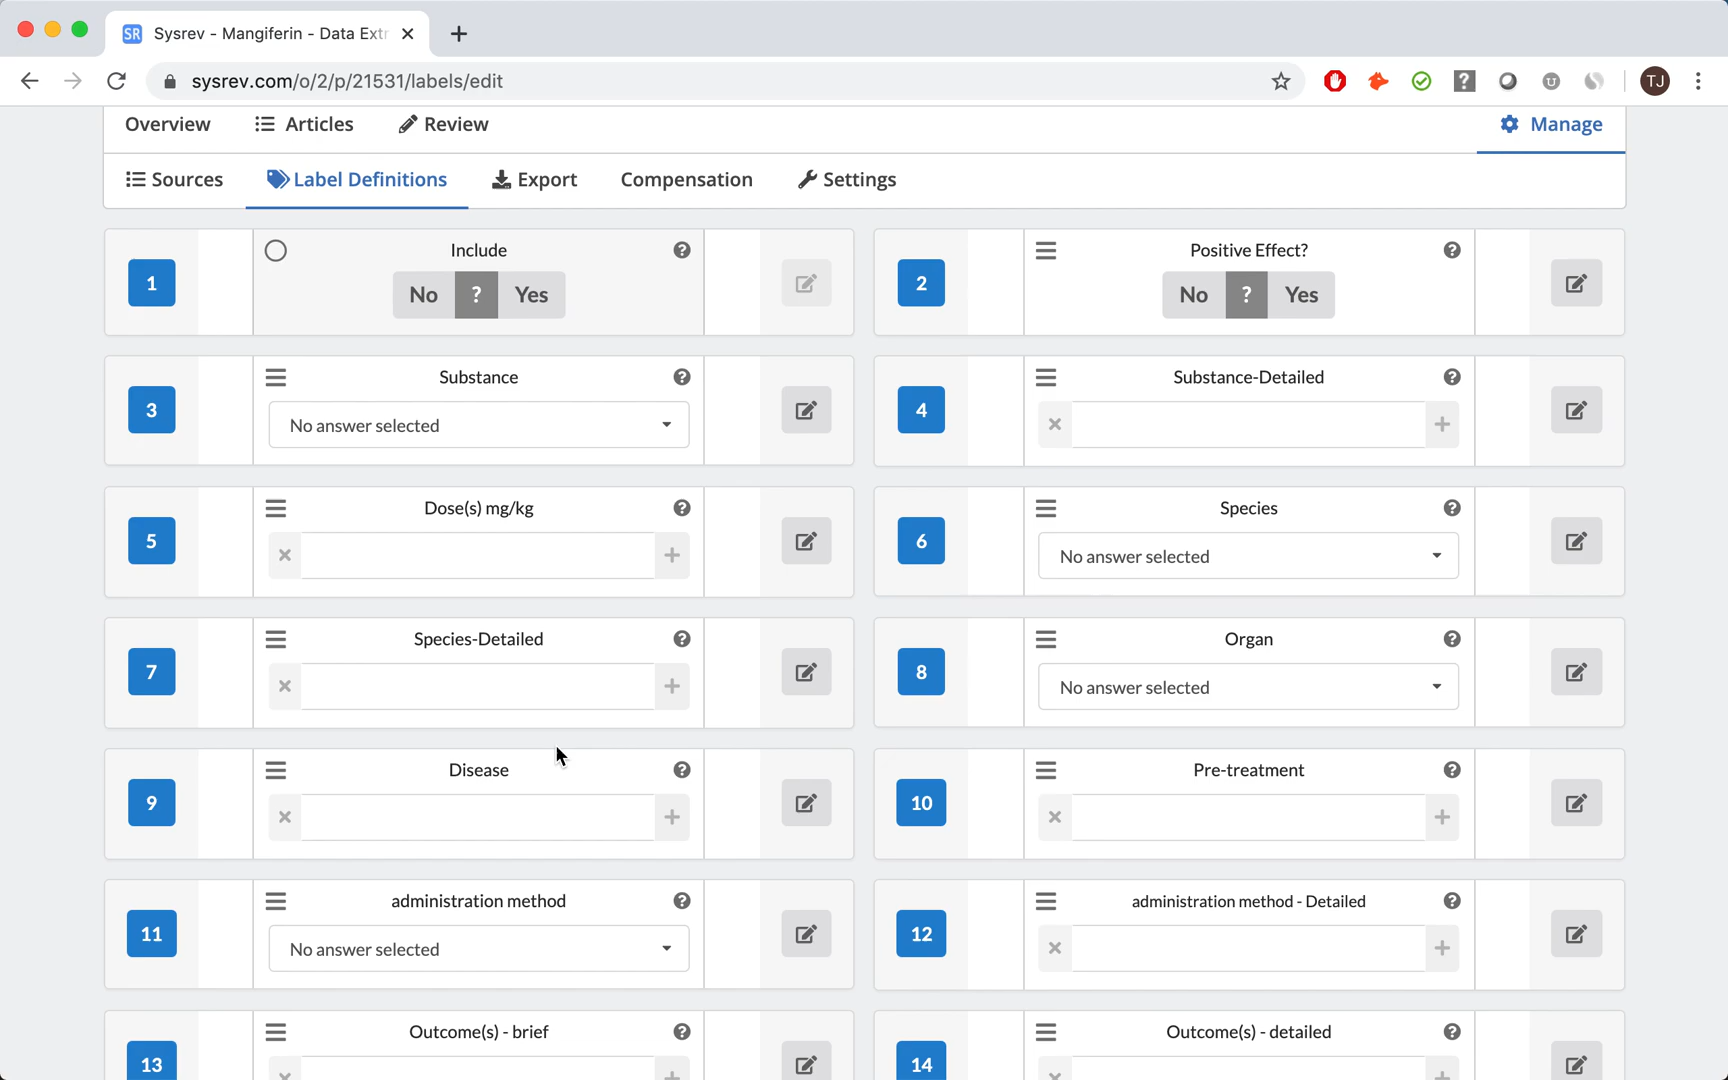 SR Sysrev - Mangiferin - Data Extr
sysrev.com/o/2/p/21531/labels/edit
TJ
Overview Articles Review Manage
Sources Label Definitions Export Compensation Settings
1 Include
No ? Yes
2 Positive Effect?
No ? Yes
3 Substance
No answer selected
4 Substance-Detailed
5 Dose(s) mg/kg
6 Species
No answer selected
7 Species-Detailed
8 Organ
No answer selected
9 Disease
10 Pre-treatment
11 administration method
No answer selected
12 administration method - Detailed
13 Outcome(s) - brief
14 Outcome(s) - detailed